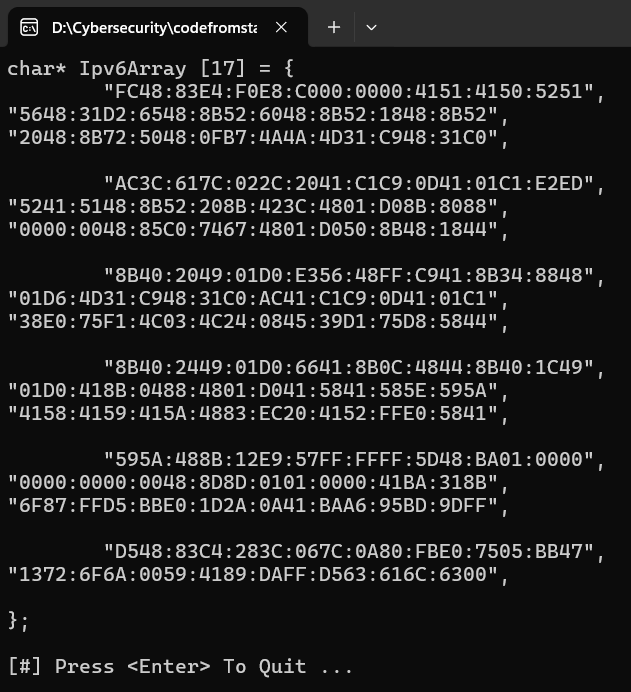 D:\Cybersecurity\codefromsta
char* Ipv6Array [17] = {
"FC48:83E4:F0E8:C000:0000:4151:4150:5251",
"5648:31D2:6548:8B52:6048:8B52:1848:8B52",
"2048:8B72:5048:0FB7:4A4A:4D31:C948:31C0",
"AC3C:617C:022C:2041:C1C9:0D41:01C1:E2ED",
"5241:5148:8B52:208B:423C:4801:D08B:8088",
"0000:0048:85C0:7467:4801:D050:8B48:1844",
"8B40:2049:01D0:E356:48FF:C941:8B34:8848",
"01D6:4D31:C948:31C0:AC41:C1C9:0D41:01C1",
"38E0:75F1:4C03:4C24:0845:39D1:75D8:5844",
"8B40:2449:01D0:6641:8B0C:4844:8B40:1C49",
"01D0:418B:0488:4801:D041:5841:585E:595A",
"4158:4159:415A:4883:EC20:4152:FFE0:5841",
"595A:488B:12E9:57FF:FFFF:5D48:BA01:0000",
"0000:0000:0048:8D8D:0101:0000:41BA:318B",
"6F87:FFD5:BBE0:1D2A:0A41:BAA6:95BD:9DFF",
"D548:83C4:283C:067C:0A80:FBE0:7505:BB47",
"1372:6F6A:0059:4189:DAFF:D563:616C:6300",
};
[#] Press <Enter> To Quit ...